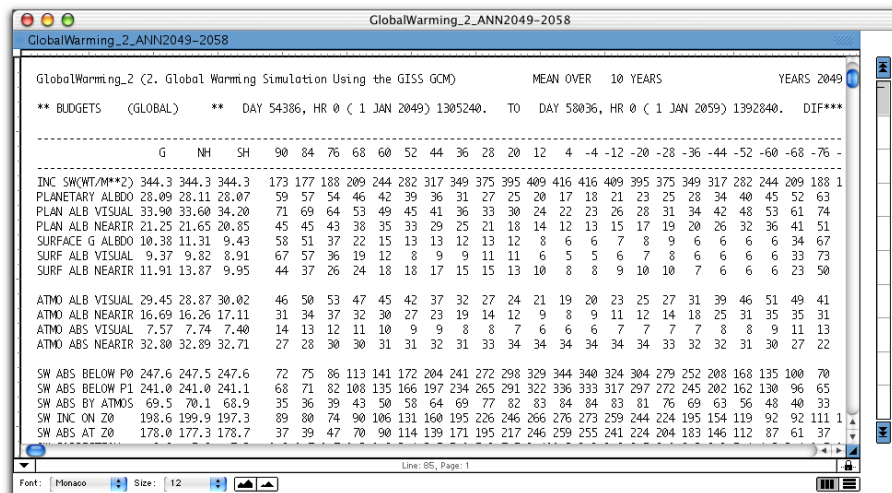 GlobalWarming_2_ANN2049-2058
GlobalWarming_2_ANN2049-2058
GlobalWarming_2 (2. Global Warming Simulation Using the GISS GCM) MEAN OVER 10 YEARS YEARS 2049
** BUDGETS (GLOBAL) ** DAY 54386, HR 0 ( 1 JAN 2049) 1305240. TO DAY 58036, HR 0 ( 1 JAN 2059) 1392840. DIF***
G NH SH 90 84 76 68 60 52 44 36 28 20 12 4 -4 -12 -20 -28 -36 -44 -52 -60 -68 -76 -
INC SW(WT/M**2) 344.3 344.3 344.3 173 177 188 209 244 282 317 349 375 395 409 416 416 409 395 375 349 317 282 244 209 188 1
PLANETARY ALBDO 28.09 28.11 28.07 59 57 54 46 42 39 36 31 27 25 20 17 18 21 23 25 28 34 40 45 52 63
PLAN ALB VISUAL 33.90 33.60 34.20 71 69 64 53 49 45 41 36 33 30 24 22 23 26 28 31 34 42 48 53 61 74
PLAN ALB NEARIR 21.25 21.65 20.85 45 45 43 38 35 33 29 25 21 18 14 12 13 15 17 19 20 26 32 36 41 51
SURFACE G ALBDO 10.38 11.31 9.43 58 51 37 22 15 13 13 12 13 12 8 6 6 7 8 9 6 6 6 6 34 67
SURF ALB VISUAL 9.37 9.82 8.91 67 57 36 19 12 8 9 9 11 11 6 5 5 6 7 8 6 6 6 6 33 73
SURF ALB NEARIR 11.91 13.87 9.95 44 37 26 24 18 18 17 15 15 13 10 8 8 9 10 10 7 6 6 6 23 50
ATMO ALB VISUAL 29.45 28.87 30.02 46 50 53 47 45 42 37 32 27 24 21 19 20 23 25 27 31 39 46 51 49 41
ATMO ALB NEARIR 16.69 16.26 17.11 31 34 37 32 30 27 23 19 14 12 9 8 9 11 12 14 18 25 31 35 35 31
ATMO ABS VISUAL 7.57 7.74 7.40 14 13 12 11 10 9 9 8 8 7 6 6 6 7 7 7 7 8 8 9 11 13
ATMO ABS NEARIR 32.80 32.89 32.71 27 28 30 30 31 31 32 31 33 34 34 34 34 34 34 33 32 32 31 30 27 22
SW ABS BELOW P0 247.6 247.5 247.6 72 75 86 113 141 172 204 241 272 298 329 344 340 324 304 279 252 208 168 135 100 70
SW ABS BELOW P1 241.0 241.0 241.1 68 71 82 108 135 166 197 234 265 291 322 336 333 317 297 272 245 202 162 130 96 65
SW ABS BY ATMOS 69.5 70.1 68.9 35 36 39 43 50 58 64 69 77 82 83 84 84 83 81 76 69 63 56 48 40 33
SW INC ON Z0 198.6 199.9 197.3 89 80 74 90 106 131 160 195 226 246 266 276 273 259 244 224 195 154 119 92 92 111 1
SW ABS AT Z0 178.0 177.3 178.7 37 39 47 70 90 114 139 171 195 217 246 259 255 241 224 204 183 146 112 87 61 37
Line: 85, Page: 1
Font: Monaco Size: 12